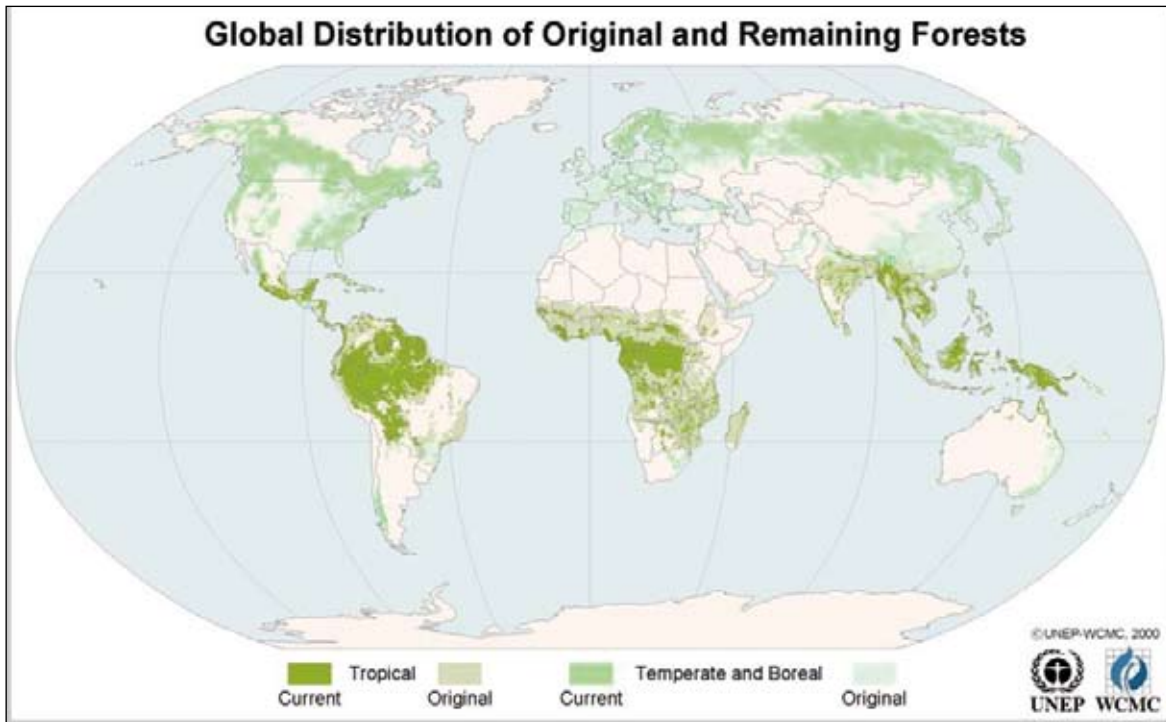 Global Distribution of Original and Remaining Forests
©UNEP-WCMC, 2000
Tropical
Temperate and Boreal
Current
Original
Current
Original
UNEP WCMC